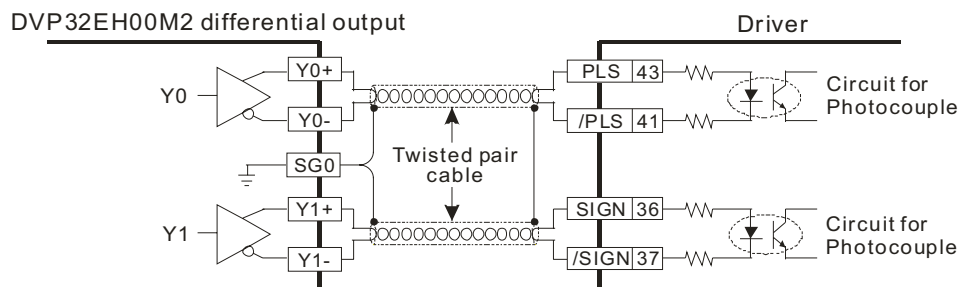 DVP32EH00M2 differential output
Driver
Y0
Y0+
Y0-
PLS 43
/PLS 41
Circuit for
Photocouple
SG0
Twisted pair
cable
Y1
Y1+
Y1-
SIGN 36
/SIGN 37
Circuit for
Photocouple